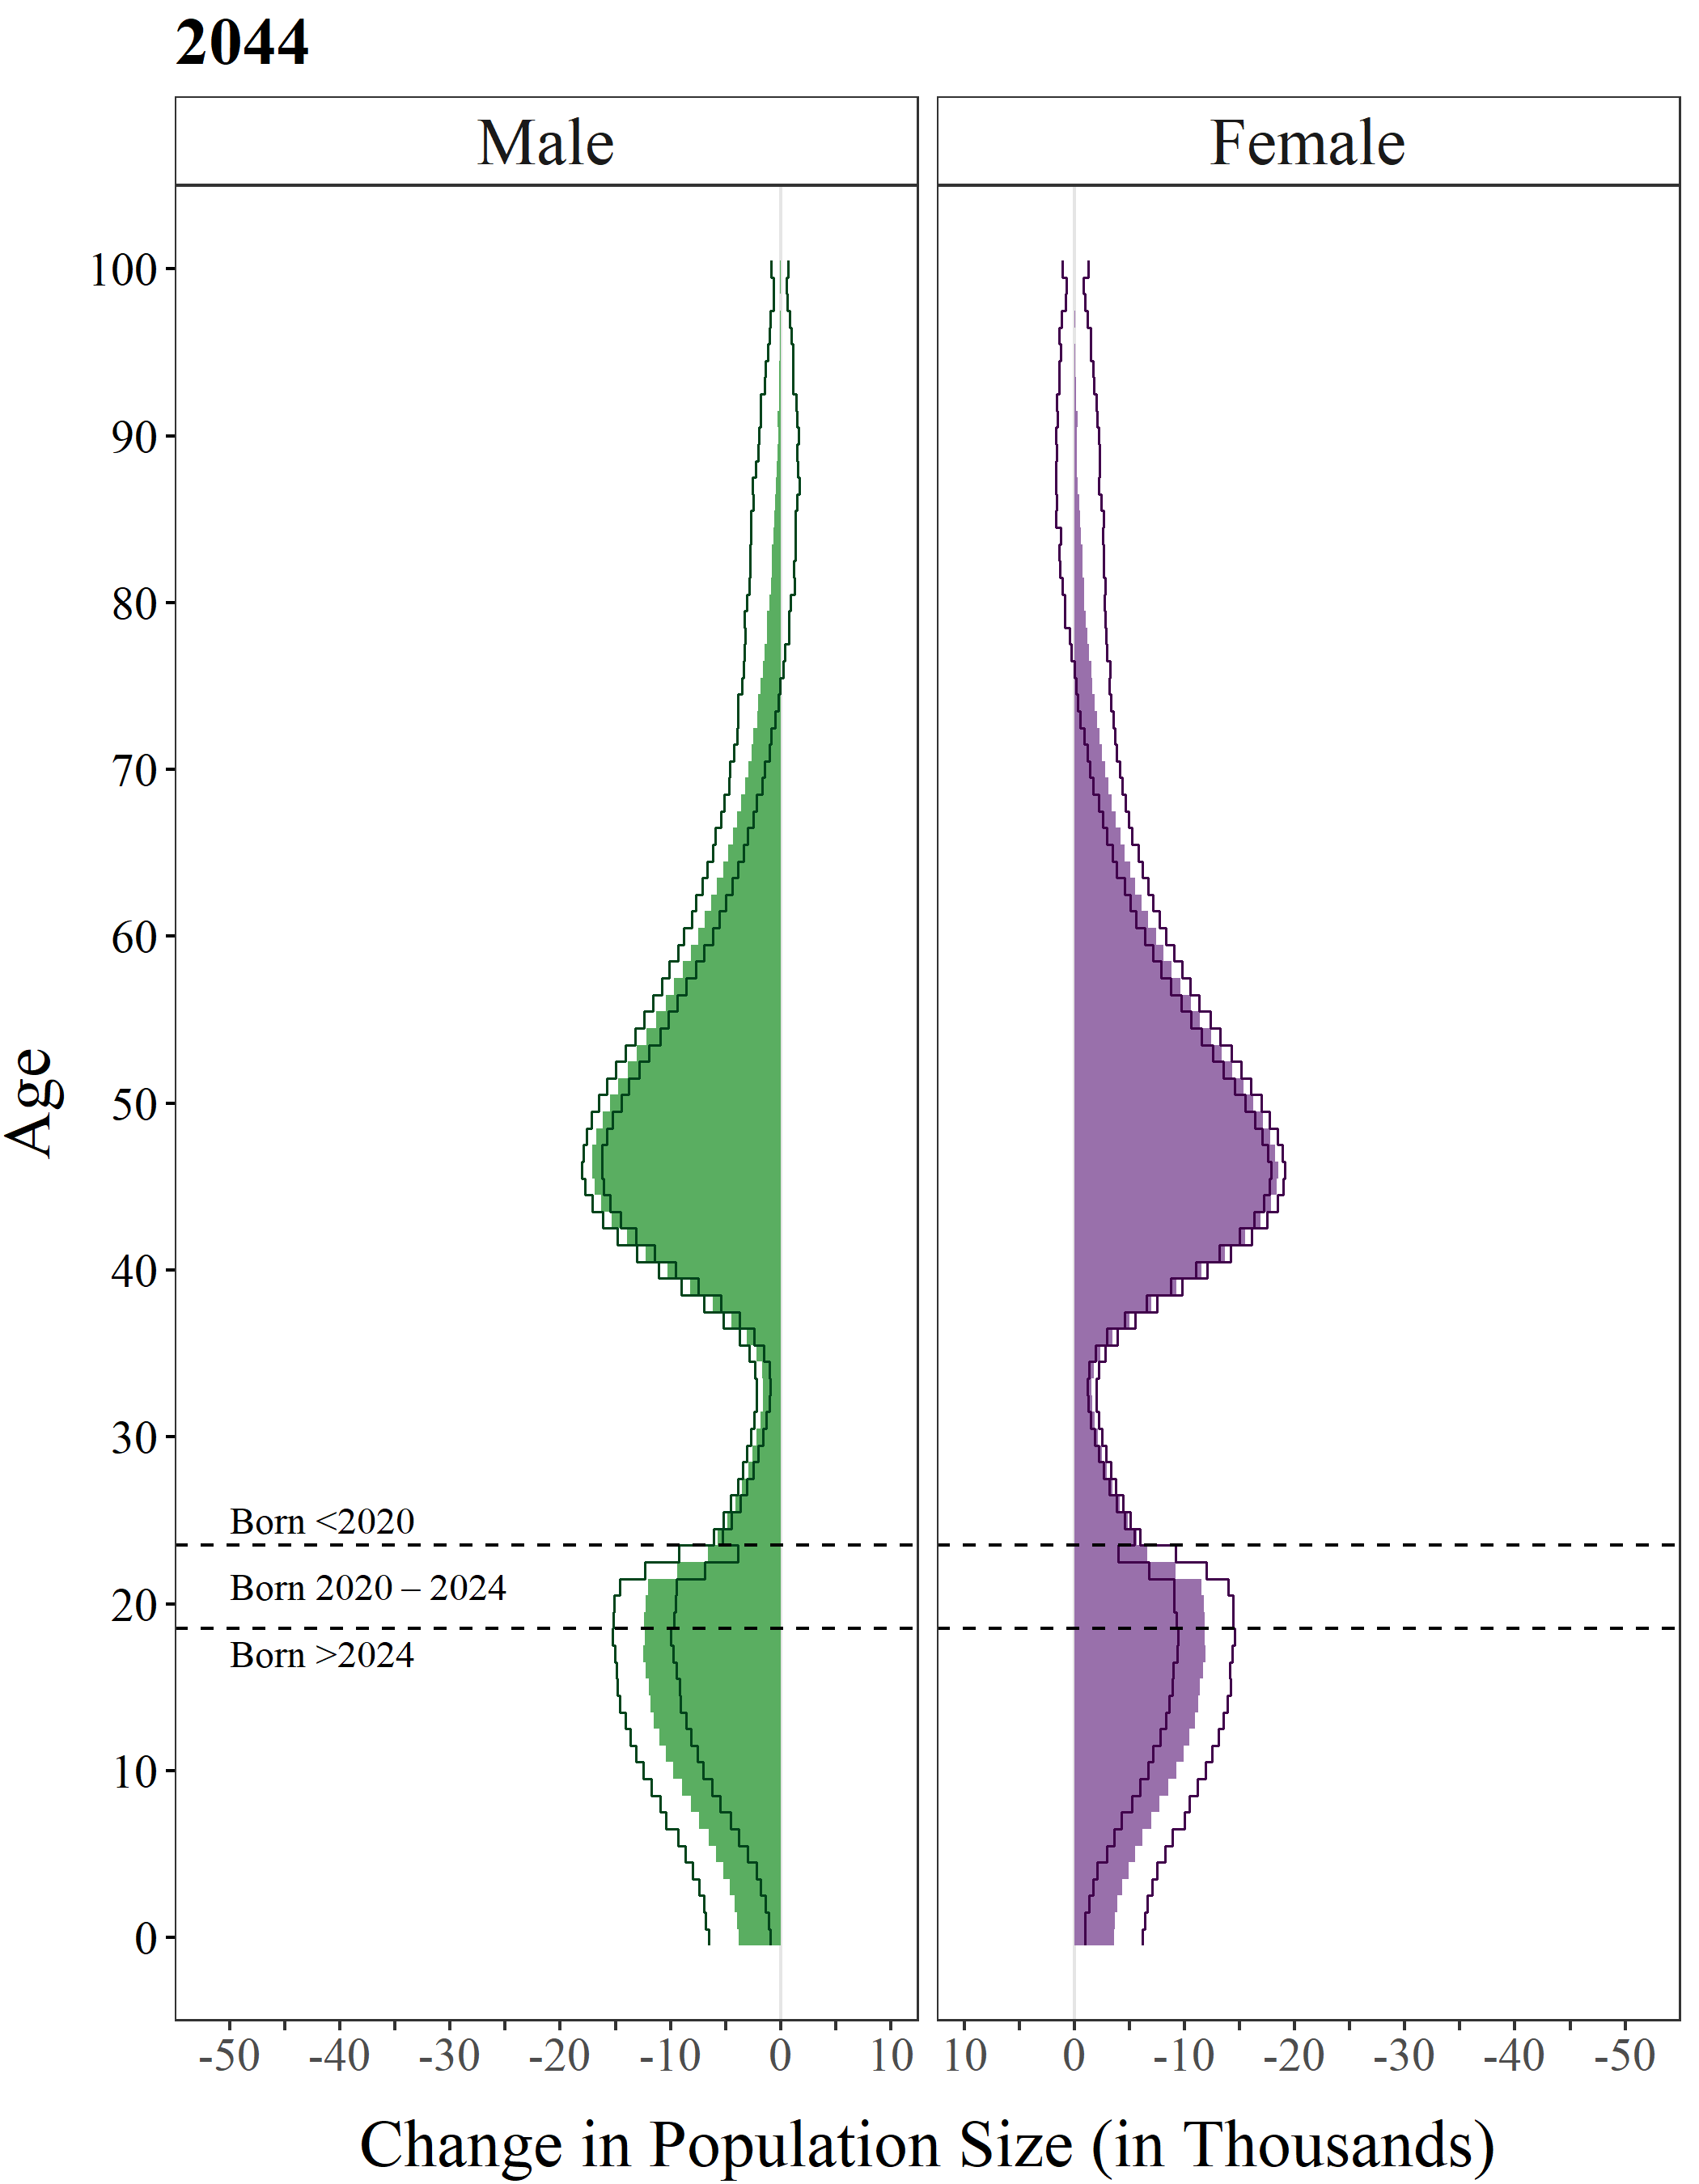 2044
Male
Female
100
90
80
70
60
50
40
30
20
10
0
Age
Born <2020
Born 2020 – 2024
Born >2024
-50 -40 -30 -20 -10 0 10
10 0 -10 -20 -30 -40 -50
Change in Population Size (in Thousands)